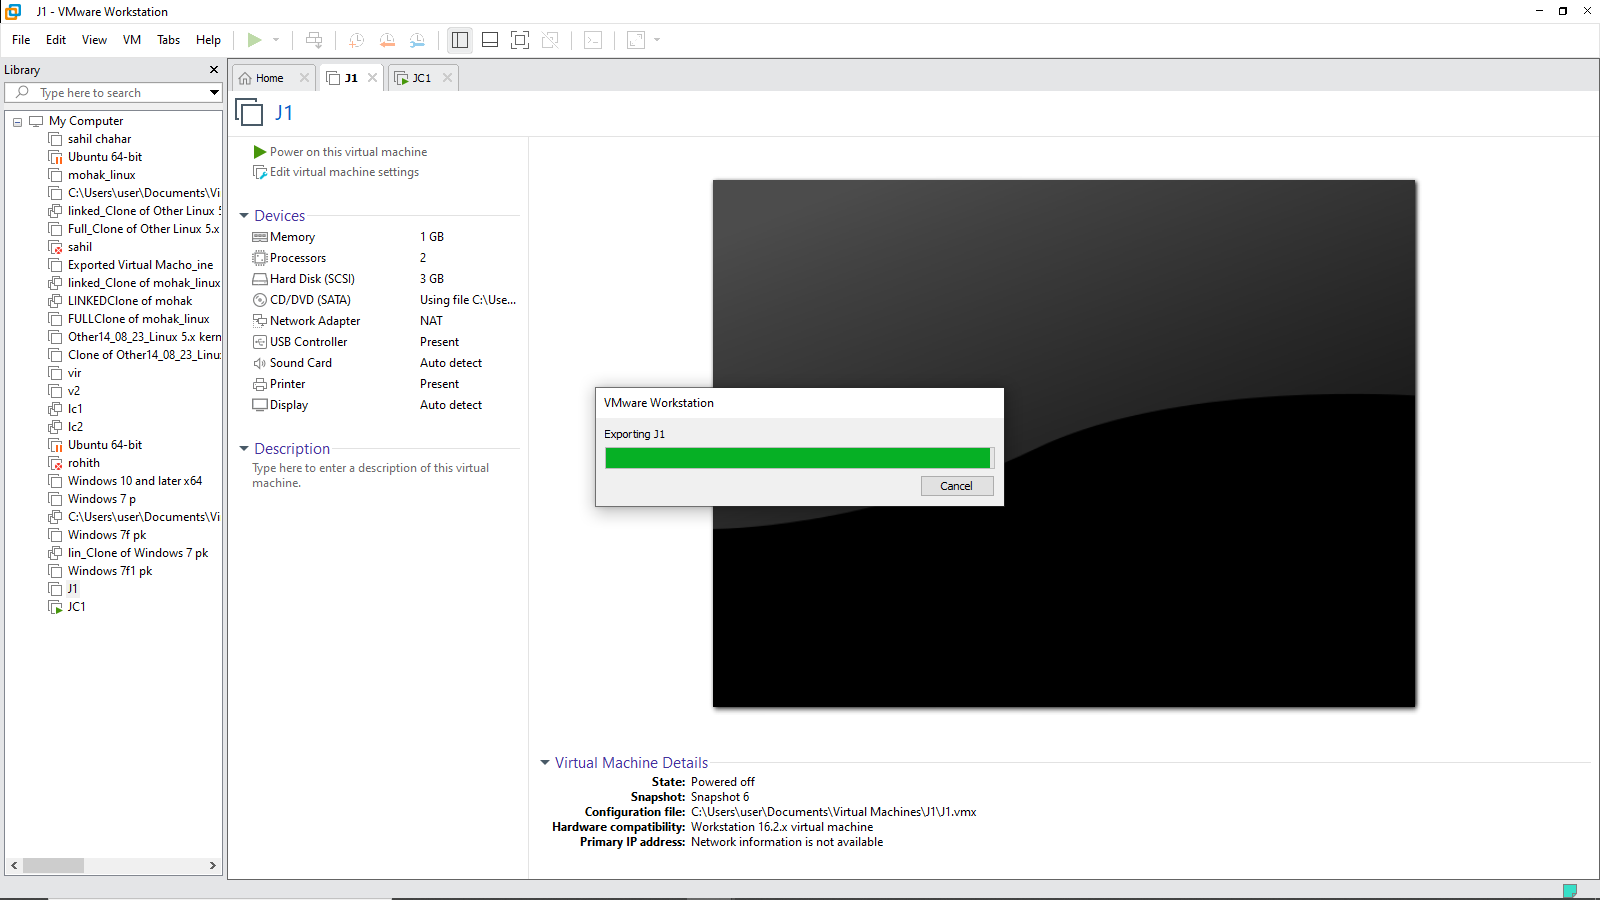 J1 - VMware Workstation
File Edit View VM Tabs Help
Library
Type here to search
My Computer
sahil chahar
Ubuntu 64-bit
mohak_linux
C:\Users\user\Documents\Vi
linked_Clone of Other Linux 5
Full_Clone of Other Linux 5.x
sahil
Exported Virtual Macho_ine
linked_Clone of mohak_linux
LINKEDClone of mohak
FULLClone of mohak_linux
Other14_08_23_Linux 5.x kern
Clone of Other14_08_23_Linu
vir
v2
lc1
lc2
Ubuntu 64-bit
rohith
Windows 10 and later x64
Windows 7 p
C:\Users\user\Documents\Vi
Windows 7f pk
lin_Clone of Windows 7 pk
Windows 7f1 pk
J1
JC1
Home J1 JC1
J1
Power on this virtual machine
Edit virtual machine settings
Devices
Memory 1 GB
Processors 2
Hard Disk (SCSI) 3 GB
CD/DVD (SATA) Using file C:\Use...
Network Adapter NAT
USB Controller Present
Sound Card Auto detect
Printer Present
Display Auto detect
Description
Type here to enter a description of this virtual
machine.
VMware Workstation
Exporting J1
Cancel
Virtual Machine Details
State: Powered off
Snapshot: Snapshot 6
Configuration file: C:\Users\user\Documents\Virtual Machines\J1\J1.vmx
Hardware compatibility: Workstation 16.2.x virtual machine
Primary IP address: Network information is not available